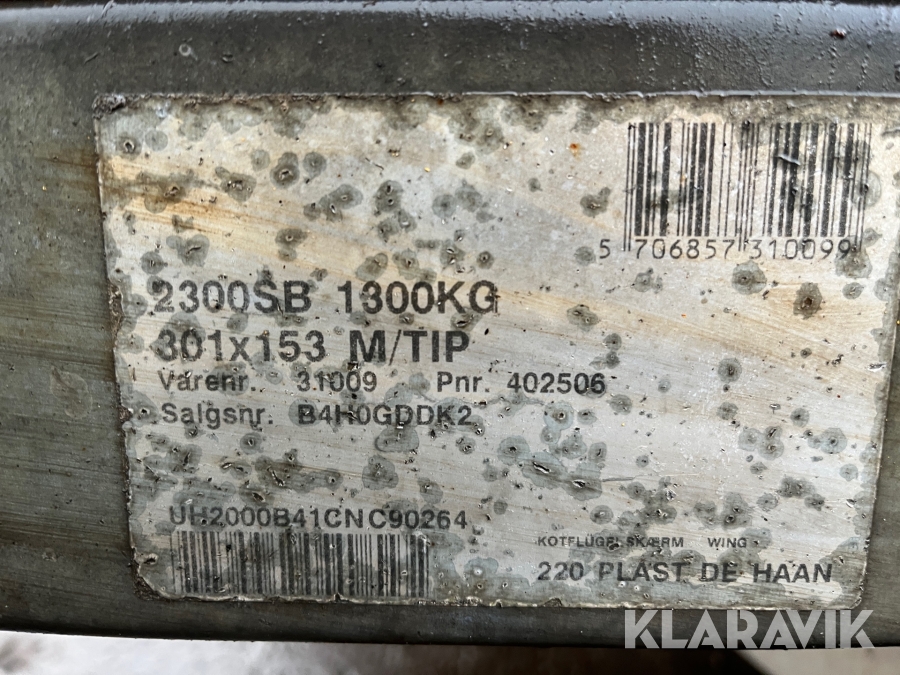 5 706857 310099
2300SB 1300KG
301x153 M/TIP
Varenr. 31009 Pnr. 402506
Salgsnr. B4H0GDDK2
UH2000B41CNC90264
KOTFLÜGEL SKÆRM WING
220 PLAST DE HAAN
KLARAVIK